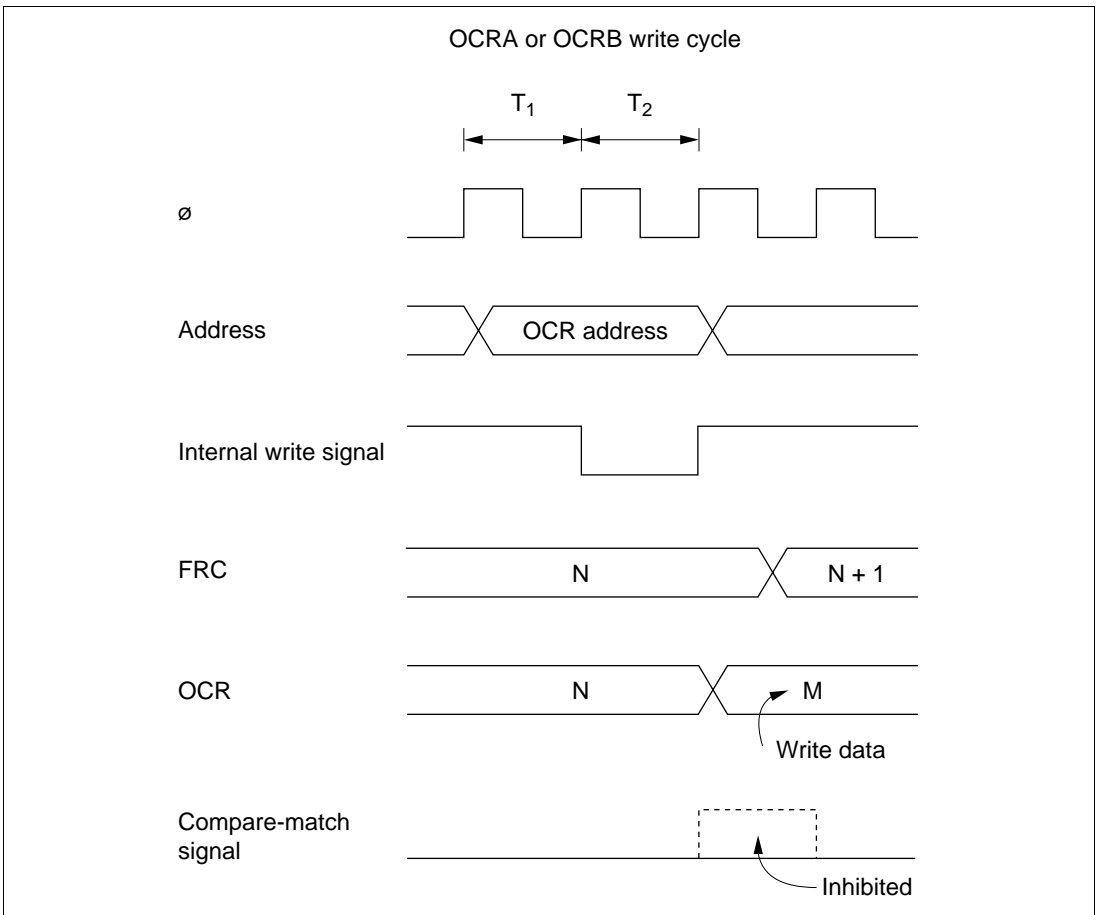 OCRA or OCRB write cycle
T1 T2
ø
Address OCR address
Internal write signal
FRC N N + 1
OCR N M
Write data
Compare-match
signal
Inhibited